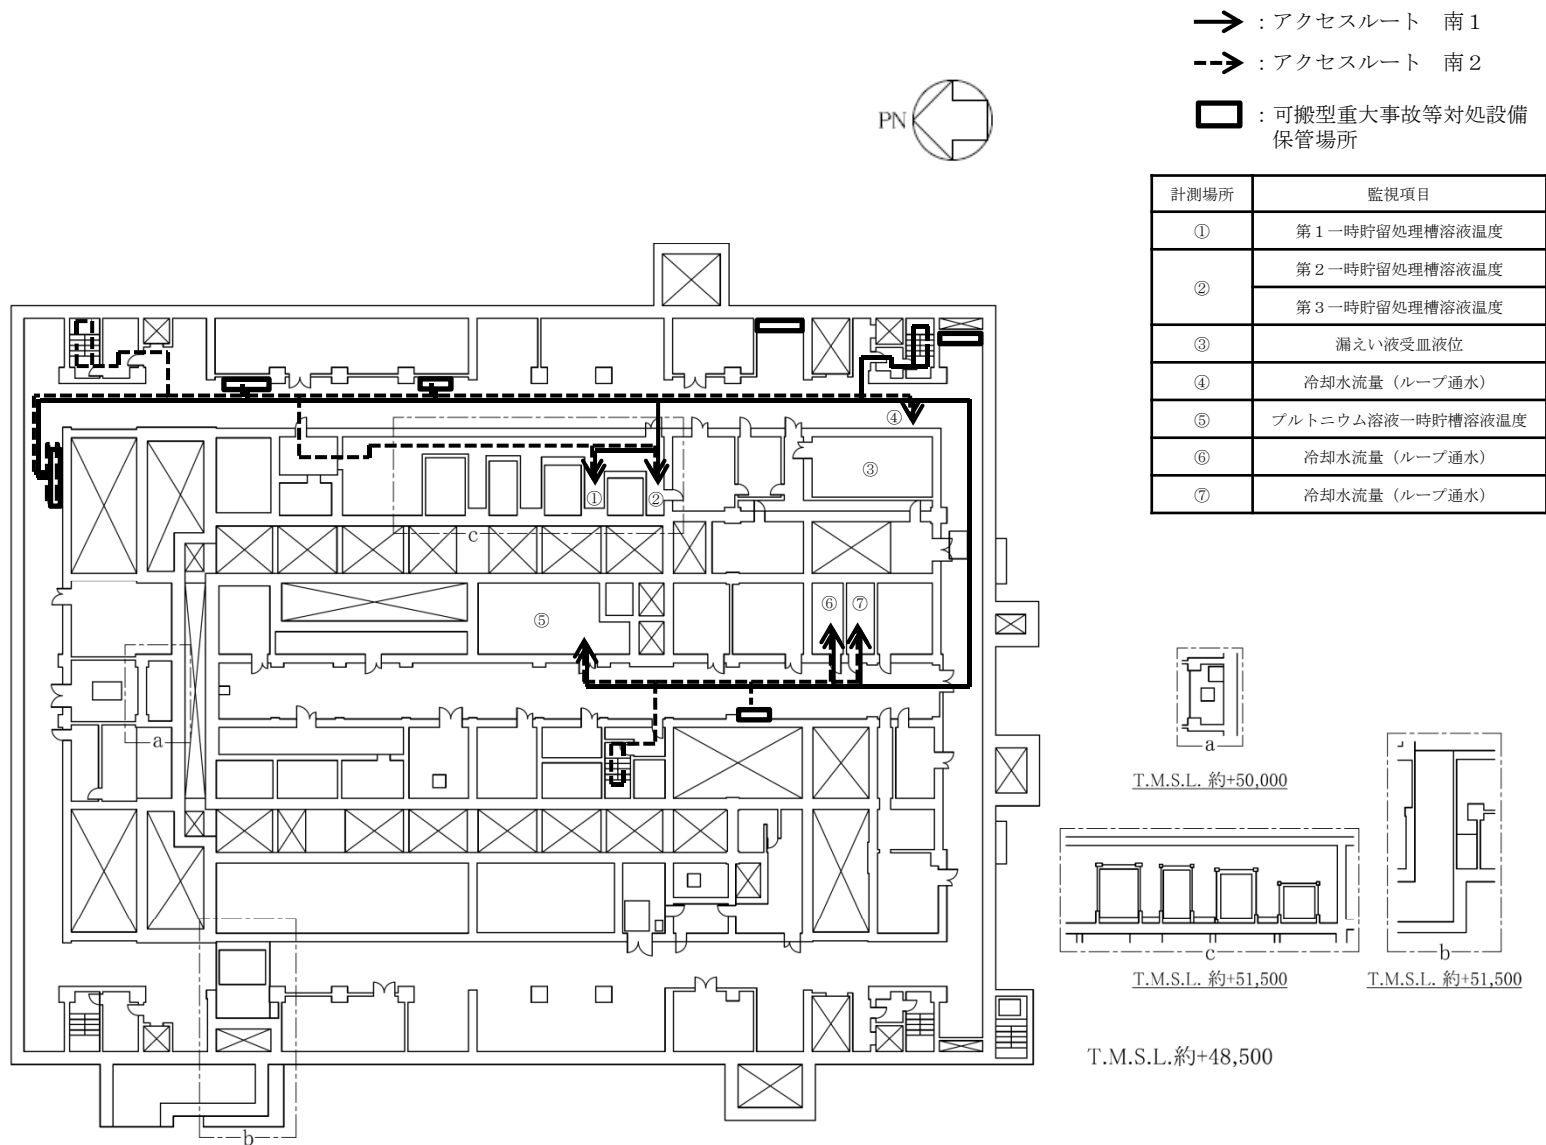 ：アクセスルート　南１
：アクセスルート　南２
：可搬型重大事故等対処設備
保管場所
PN
計測場所 監視項目
① 第１一時貯留処理槽溶液温度
② 第２一時貯留処理槽溶液温度
第３一時貯留処理槽溶液温度
③ 漏えい液受皿液位
④ 冷却水流量（ループ通水）
⑤ プルトニウム溶液一時貯槽溶液温度
⑥ 冷却水流量（ループ通水）
⑦ 冷却水流量（ループ通水）
④
③
①
②
c
⑤
⑥
⑦
a
b
a
T.M.S.L. 約+50,000
c
T.M.S.L. 約+51,500
b
T.M.S.L. 約+51,500
T.M.S.L.約+48,500